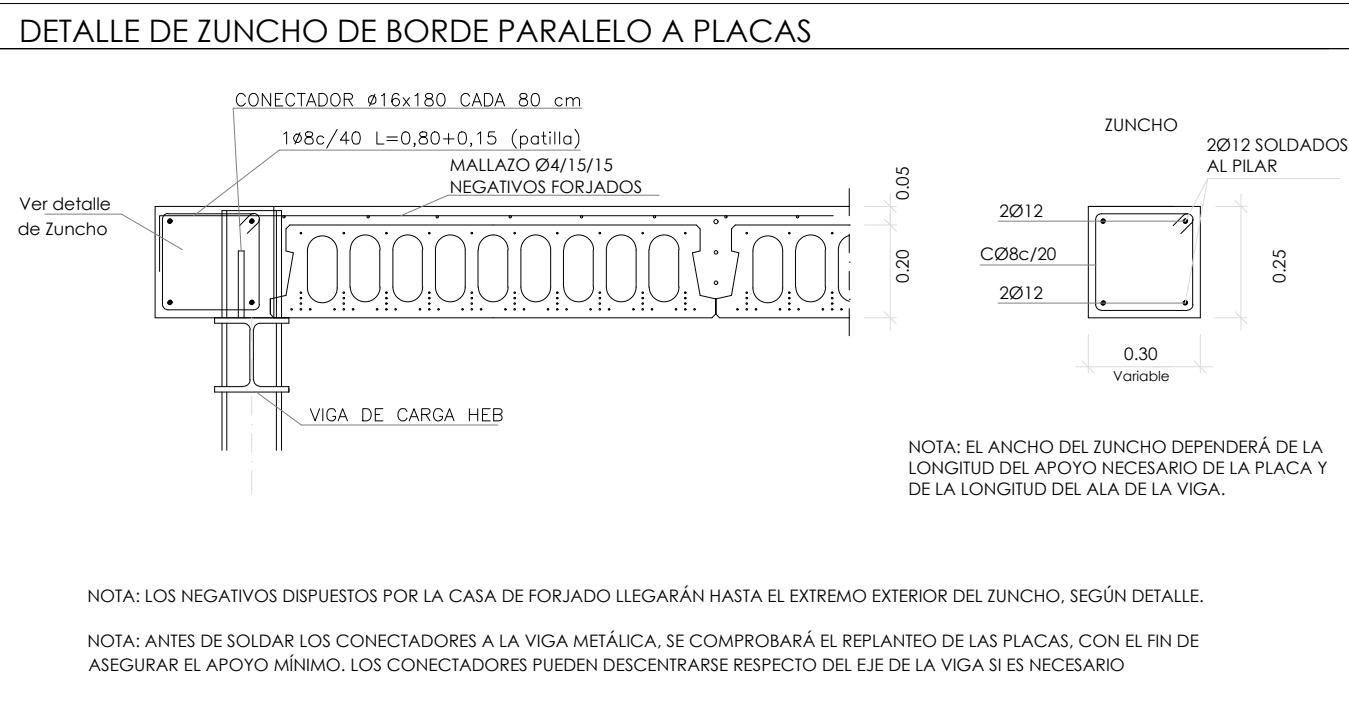 DETALLE DE ZUNCHO DE BORDE PARALELO A PLACAS
CONECTADOR ø16x180 CADA 80 cm
1ø8c/40 L=0,80+0,15 (patilla)
MALLAZO Ø4/15/15
NEGATIVOS FORJADOS
Ver detalle
de Zuncho
0.05
0.20
VIGA DE CARGA HEB
ZUNCHO
2Ø12 SOLDADOS
AL PILAR
2Ø12
CØ8c/20
2Ø12
0.25
0.30
Variable
NOTA: EL ANCHO DEL ZUNCHO DEPENDERÁ DE LA
LONGITUD DEL APOYO NECESARIO DE LA PLACA Y
DE LA LONGITUD DEL ALA DE LA VIGA.
NOTA: LOS NEGATIVOS DISPUESTOS POR LA CASA DE FORJADO LLEGARÁN HASTA EL EXTREMO EXTERIOR DEL ZUNCHO, SEGÚN DETALLE.
NOTA: ANTES DE SOLDAR LOS CONECTADORES A LA VIGA METÁLICA, SE COMPROBARÁ EL REPLANTEO DE LAS PLACAS, CON EL FIN DE
ASEGURAR EL APOYO MÍNIMO. LOS CONECTADORES PUEDEN DESCENTRARSE RESPECTO DEL EJE DE LA VIGA SI ES NECESARIO